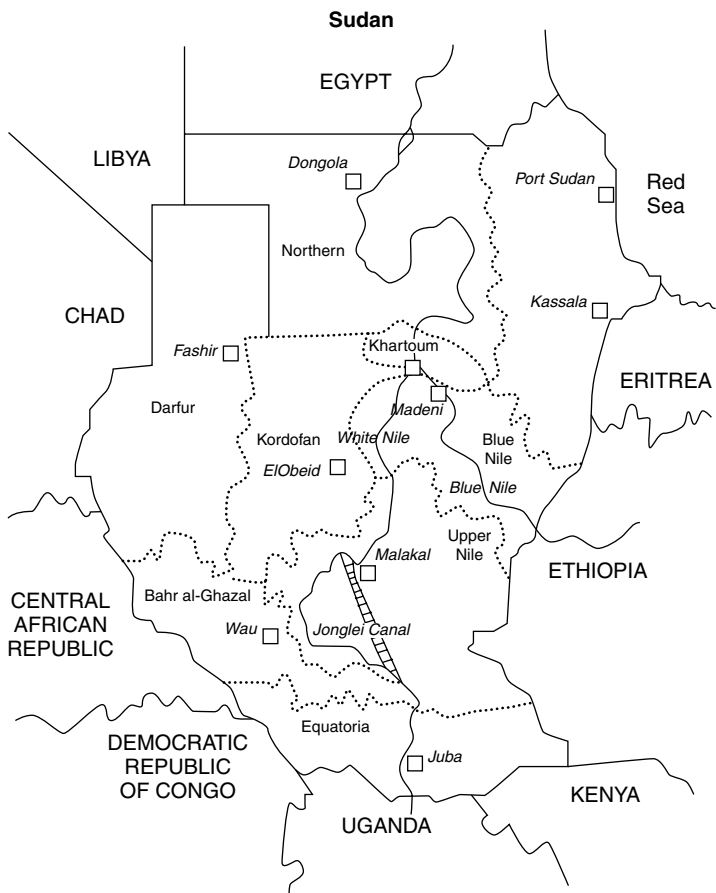 Sudan
EGYPT
LIBYA
Dongola
Port Sudan
Red
Sea
Northern
CHAD
Kassala
Khartoum
Fashir
ERITREA
Darfur
Madeni
Kordofan
White Nile
Blue
Nile
ElObeid
Blue Nile
Upper
Nile
Malakal
ETHIOPIA
Bahr al-Ghazal
CENTRAL
AFRICAN
REPUBLIC
Wau
Jonglei Canal
Equatoria
DEMOCRATIC
REPUBLIC
OF CONGO
Juba
KENYA
UGANDA